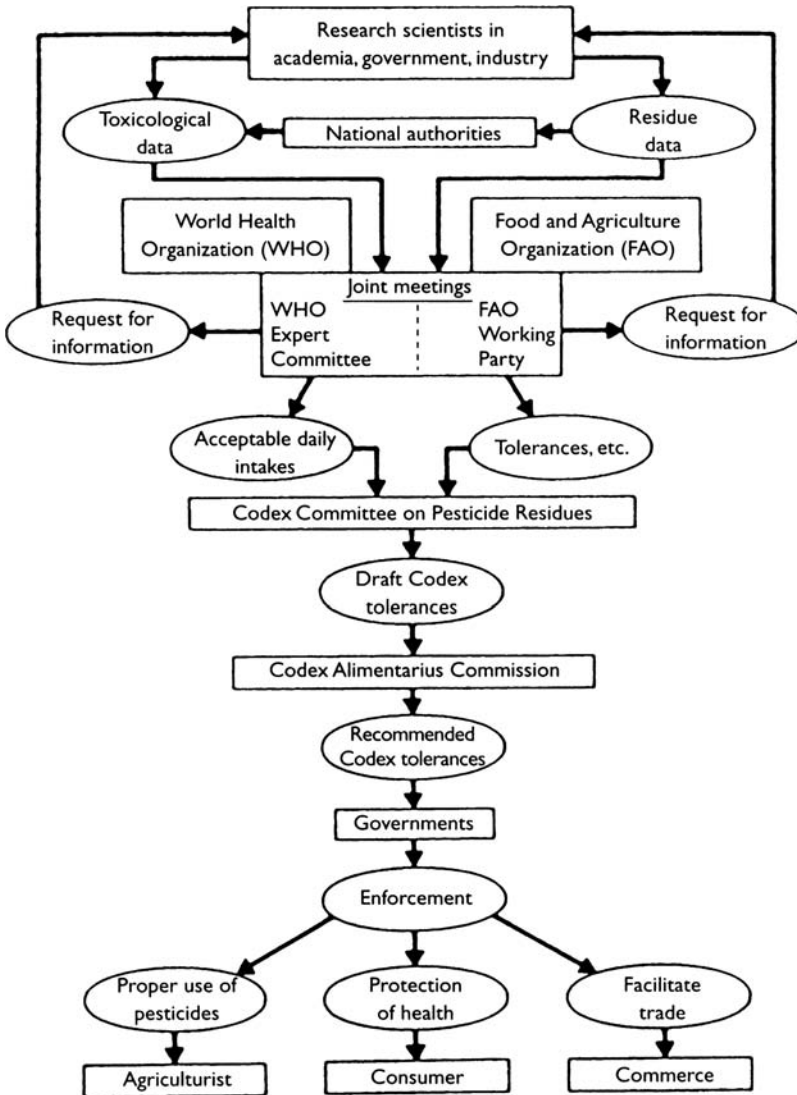 Research scientists in
academia, government, industry
Toxicological
data
National authorities
Residue
data
World Health
Organization (WHO)
Food and Agriculture
Organization (FAO)
Joint meetings
WHO
Expert
Committee
FAO
Working
Party
Request for
information
Request for
information
Acceptable daily
intakes
Tolerances, etc.
Codex Committee on Pesticide Residues
Draft Codex
tolerances
Codex Alimentarius Commission
Recommended
Codex tolerances
Governments
Enforcement
Proper use of
pesticides
Protection
of health
Facilitate
trade
Agriculturist
Consumer
Commerce